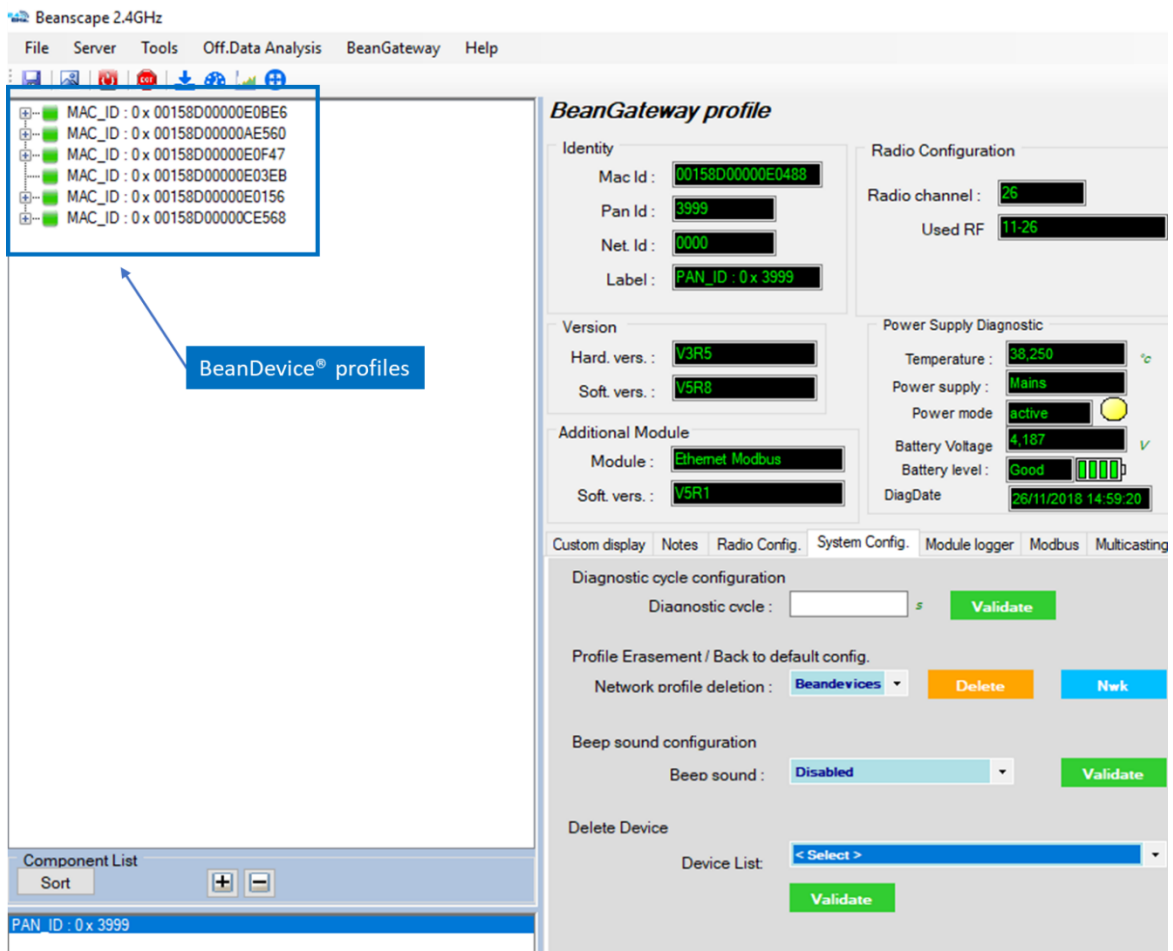 Beanscape 2.4GHz
File Server Tools Off.Data Analysis BeanGateway Help
MAC_ID : 0 x 00158D00000E0BE6
MAC_ID : 0 x 00158D00000AE560
MAC_ID : 0 x 00158D00000E0F47
MAC_ID : 0 x 00158D00000E03EB
MAC_ID : 0 x 00158D00000E0156
MAC_ID : 0 x 00158D00000CE568
BeanDevice® profiles
Component List
Sort
PAN_ID : 0 x 3999
BeanGateway profile
Identity
Mac Id : 00158D00000E0488
Pan Id : 3999
Net. Id : 0000
Label : PAN_ID : 0 x 3999
Radio Configuration
Radio channel : 26
Used RF 11-26
Version
Hard. vers. : V3R5
Soft. vers. : V5R8
Additional Module
Module : Ethernet Modbus
Soft. vers. : V5R1
Power Supply Diagnostic
Temperature : 38,250 °c
Power supply : Mains
Power mode active
Battery Voltage 4,187 V
Battery level : Good
DiagDate 26/11/2018 14:59:20
Custom display Notes Radio Config. System Config. Module logger Modbus Multicasting
Diagnostic cycle configuration
Diagnostic cycle : s Validate
Profile Erasement / Back to default config.
Network profile deletion : Beandevices Delete Nwk
Beep sound configuration
Beep sound : Disabled Validate
Delete Device
Device List: < Select >
Validate